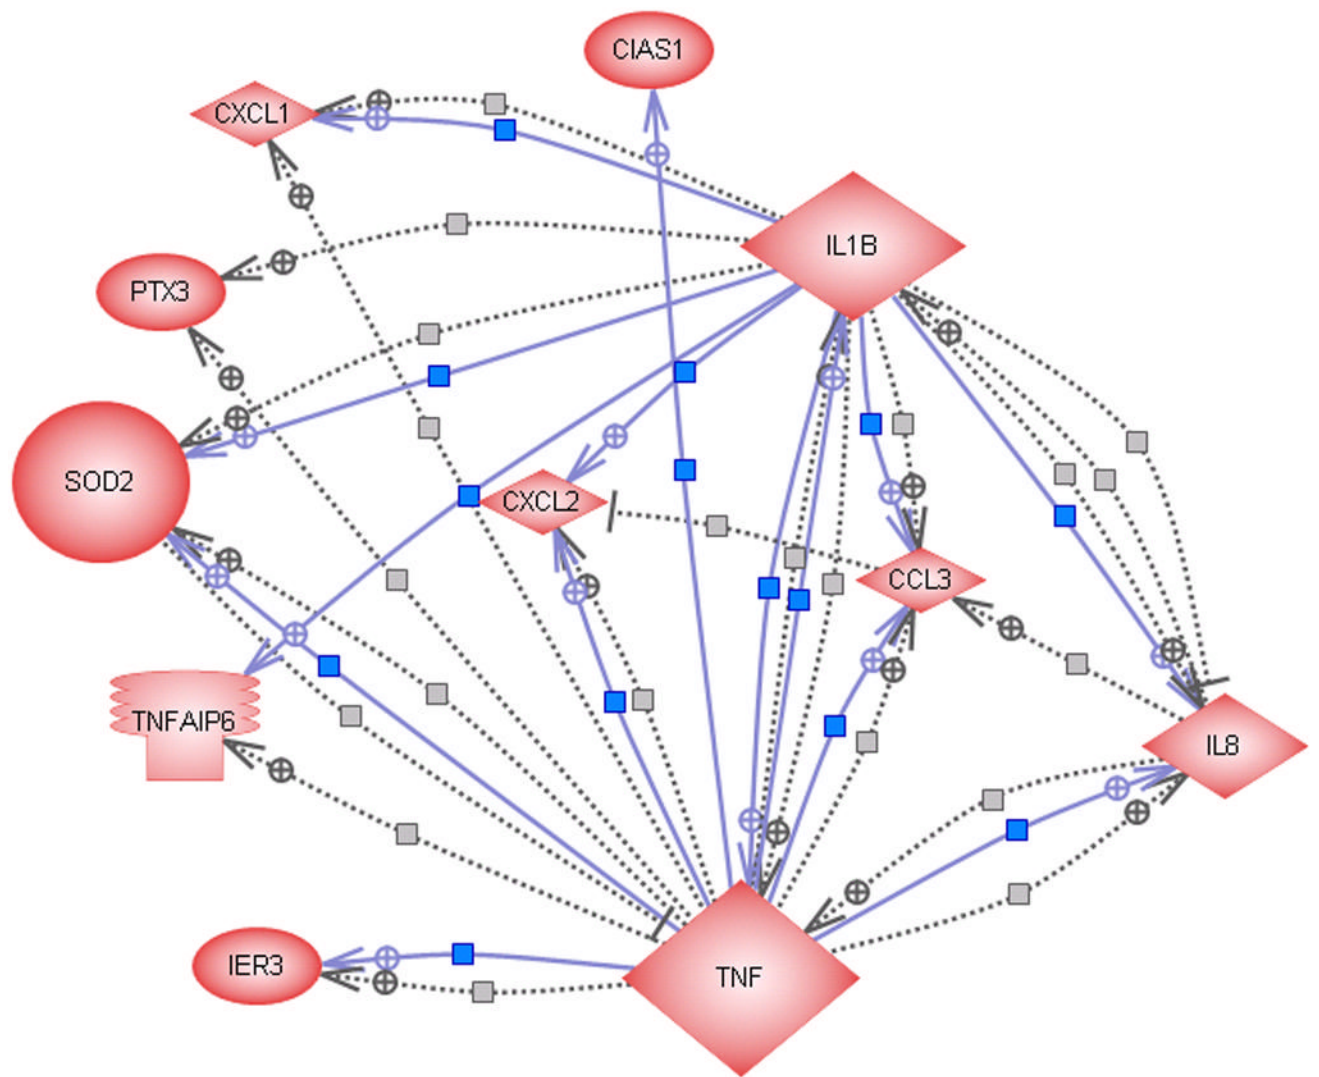 CIAS1
CXCL1
IL1B
PTX3
SOD2
CXCL2
CCL3
TNFAIP6
IL8
IER3
TNF